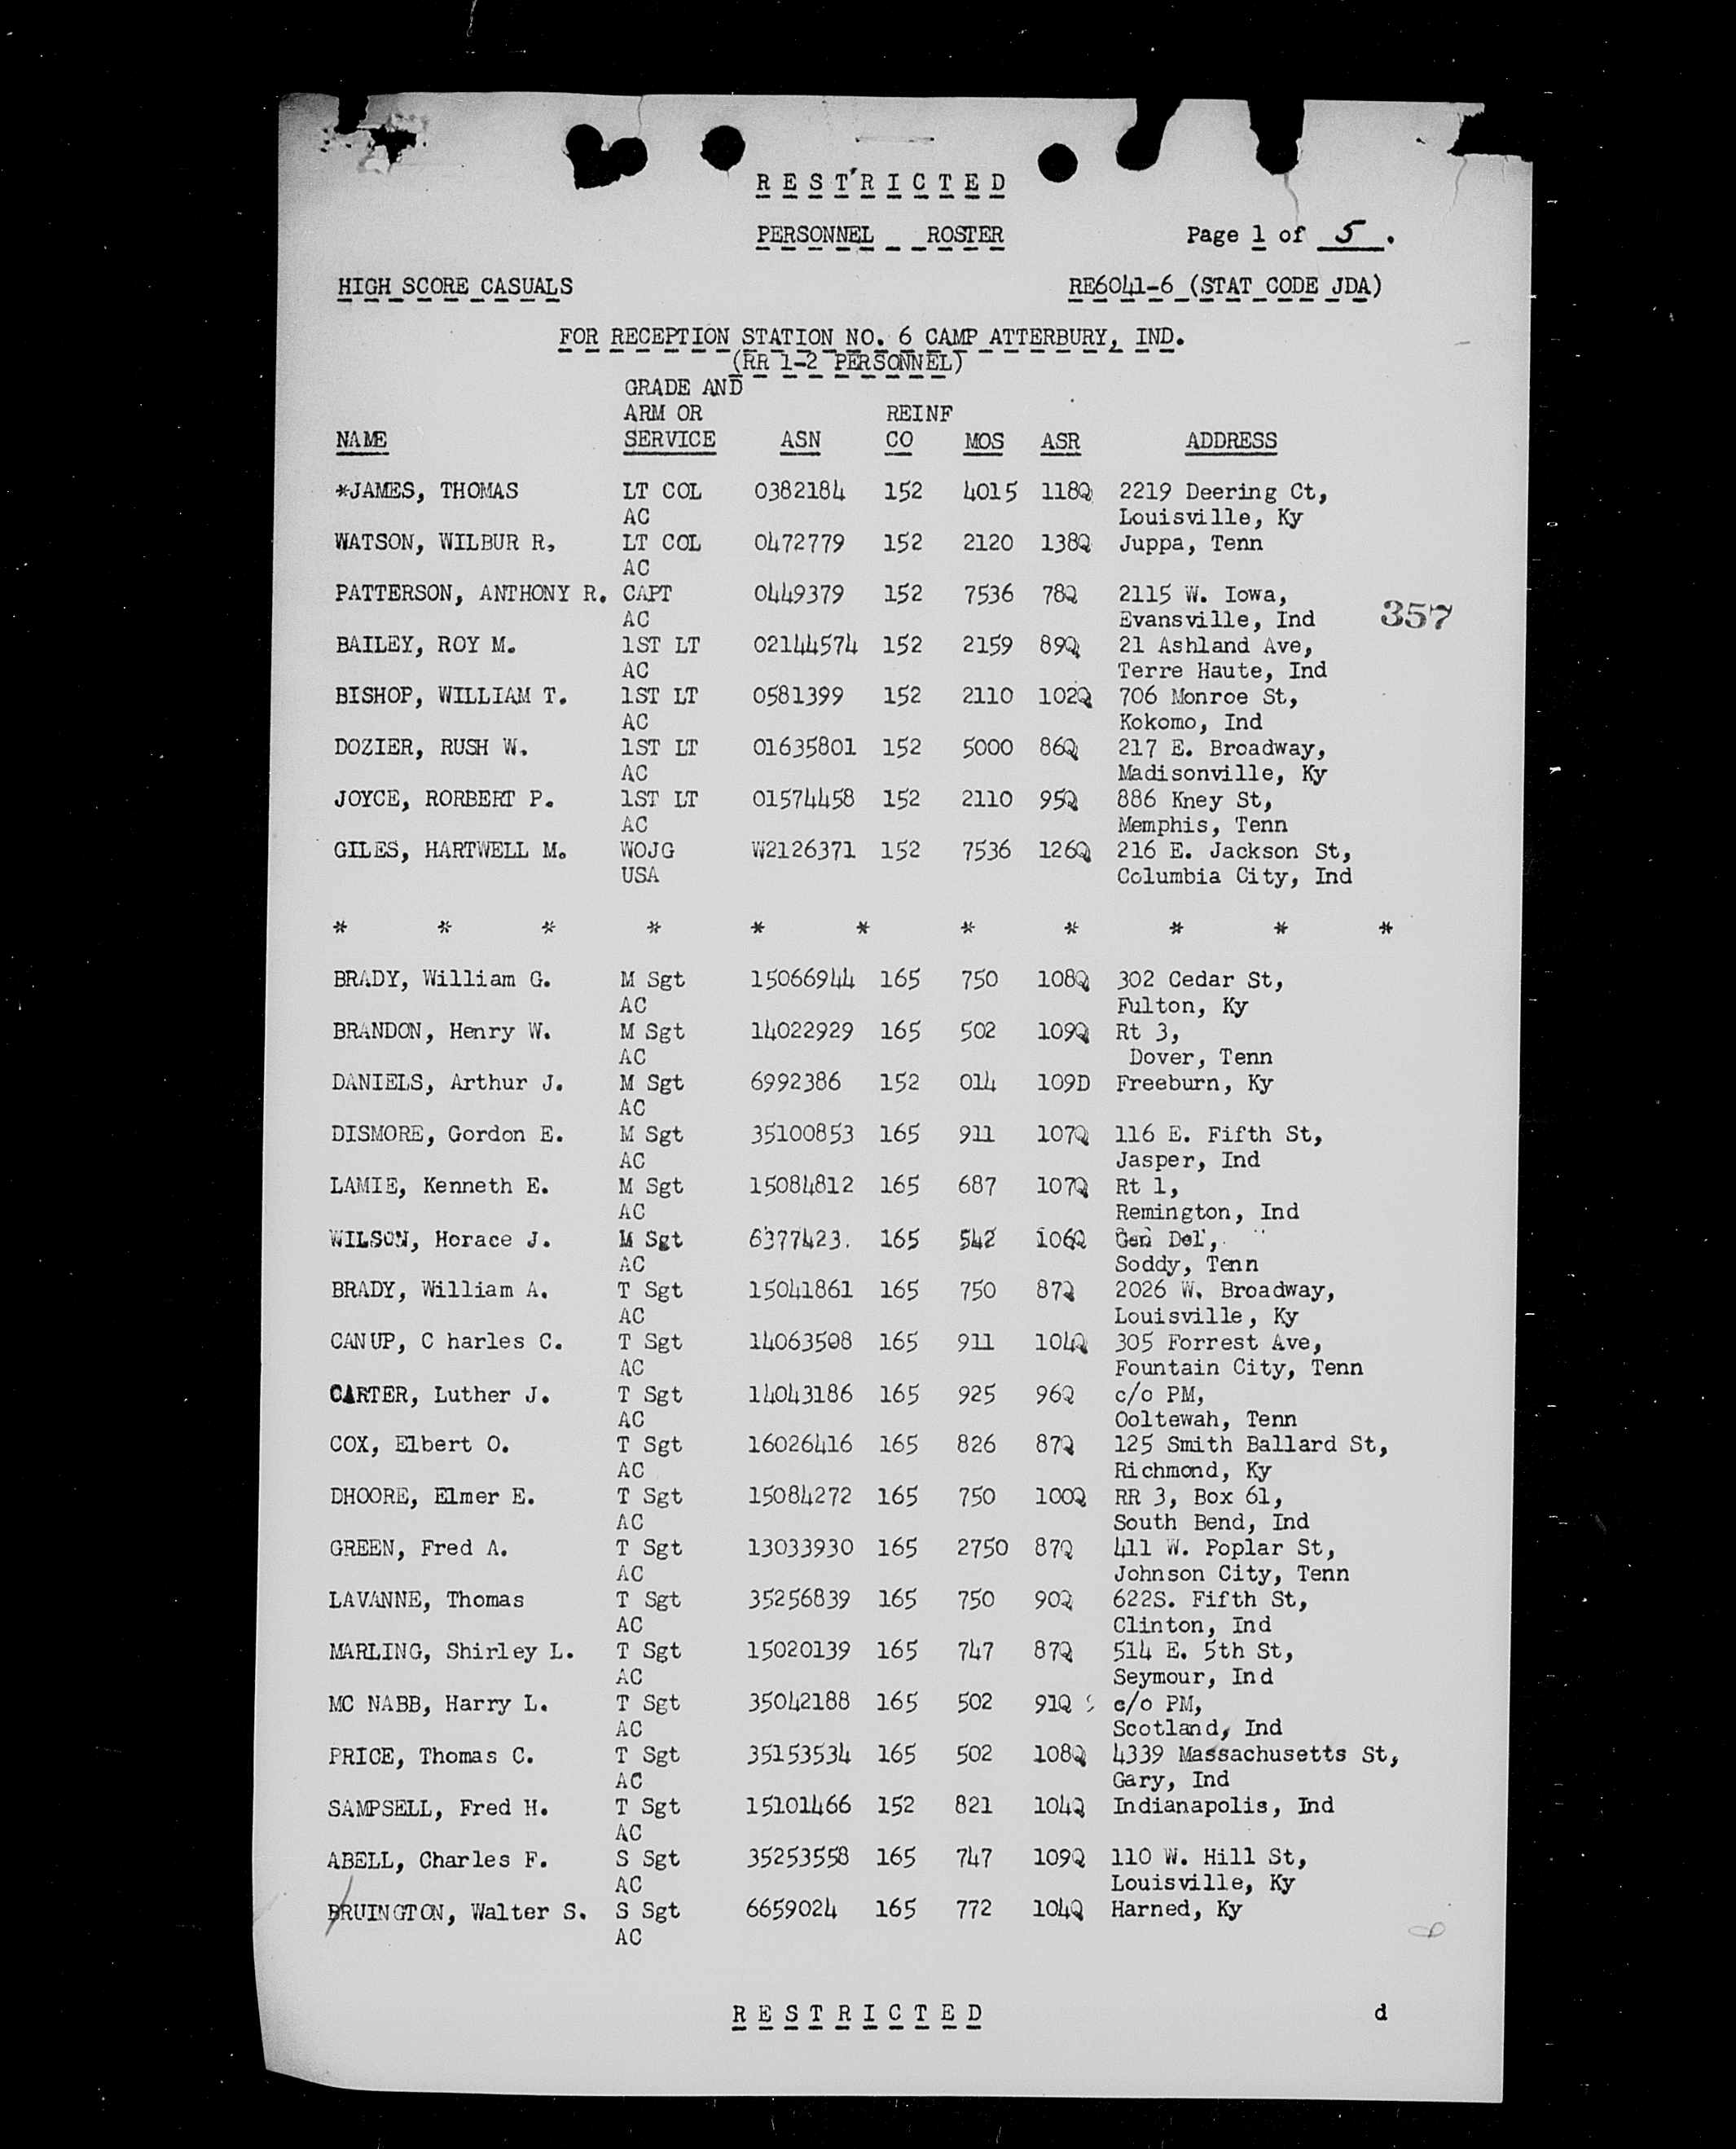 R E S T R I C T E D
PERSONNEL ROSTER Page 1 of 5.
HIGH SCORE CASUALS RE6041-6 (STAT CODE JDA)
FOR RECEPTION STATION NO. 6 CAMP ATTERBURY, IND.
(RR 1-2 PERSONNEL)
GRADE AND
ARM OR REINF
NAME SERVICE ASN CO MOS ASR ADDRESS
*JAMES, THOMAS LT COL 0382184 152 4015 118Q 2219 Deering Ct,
AC Louisville, Ky
WATSON, WILBUR R, LT COL 0472779 152 2120 138Q Juppa, Tenn
AC
PATTERSON, ANTHONY R. CAPT 0449379 152 7536 78Q 2115 W. Iowa,
357
AC Evansville, Ind
BAILEY, ROY M. 1ST LT 02144574 152 2159 89Q 21 Ashland Ave,
AC Terre Haute, Ind
BISHOP, WILLIAM T. 1ST LT 0581399 152 2110 102Q 706 Monroe St,
AC Kokomo, Ind
DOZIER, RUSH W. 1ST LT 01635801 152 5000 86Q 217 E. Broadway,
AC Madisonville, Ky
JOYCE, RORBERT P. 1ST LT 01574458 152 2110 95Q 886 Kney St,
AC Memphis, Tenn
GILES, HARTWELL M. WOJG W2126371 152 7536 126Q 216 E. Jackson St,
USA Columbia City, Ind
* * * * * * * * * * *
BRADY, William G. M Sgt 15066944 165 750 108Q 302 Cedar St,
AC Fulton, Ky
BRANDON, Henry W. M Sgt 14022929 165 502 109Q Rt 3,
AC Dover, Tenn
DANIELS, Arthur J. M Sgt 6992386 152 014 109D Freeburn, Ky
AC
DISMORE, Gordon E. M Sgt 35100853 165 911 107Q 116 E. Fifth St,
AC Jasper, Ind
LAMIE, Kenneth E. M Sgt 15084812 165 687 107Q Rt 1,
AC Remington, Ind
WILSON, Horace J. M Sgt 6377423. 165 542 106Q Gen Del,
AC Soddy, Tenn
BRADY, William A. T Sgt 15041861 165 750 87Q 2026 W. Broadway,
AC Louisville, Ky
CANUP, C harles C. T Sgt 14063508 165 911 104Q 305 Forrest Ave,
AC Fountain City, Tenn
CARTER, Luther J. T Sgt 14043186 165 925 96Q c/o PM,
AC Ooltewah, Tenn
COX, Elbert O. T Sgt 16026416 165 826 87Q 125 Smith Ballard St,
AC Richmond, Ky
DHOORE, Elmer E. T Sgt 15084272 165 750 100Q RR 3, Box 61,
AC South Bend, Ind
GREEN, Fred A. T Sgt 13033930 165 2750 87Q 411 W. Poplar St,
AC Johnson City, Tenn
LAVANNE, Thomas T Sgt 35256839 165 750 90Q 622S. Fifth St,
AC Clinton, Ind
MARLING, Shirley L. T Sgt 15020139 165 747 87Q 514 E. 5th St,
AC Seymour, Ind
MC NABB, Harry L. T Sgt 35042188 165 502 91Q c/o PM,
AC Scotland, Ind
PRICE, Thomas C. T Sgt 35153534 165 502 108Q 4339 Massachusetts St,
AC Gary, Ind
SAMPSELL, Fred H. T Sgt 15101466 152 821 104Q Indianapolis, Ind
AC
ABELL, Charles F. S Sgt 35253558 165 747 109Q 110 W. Hill St,
AC Louisville, Ky
BRUINGTON, Walter S. S Sgt 6659024 165 772 104Q Harned, Ky
AC
R E S T R I C T E D d